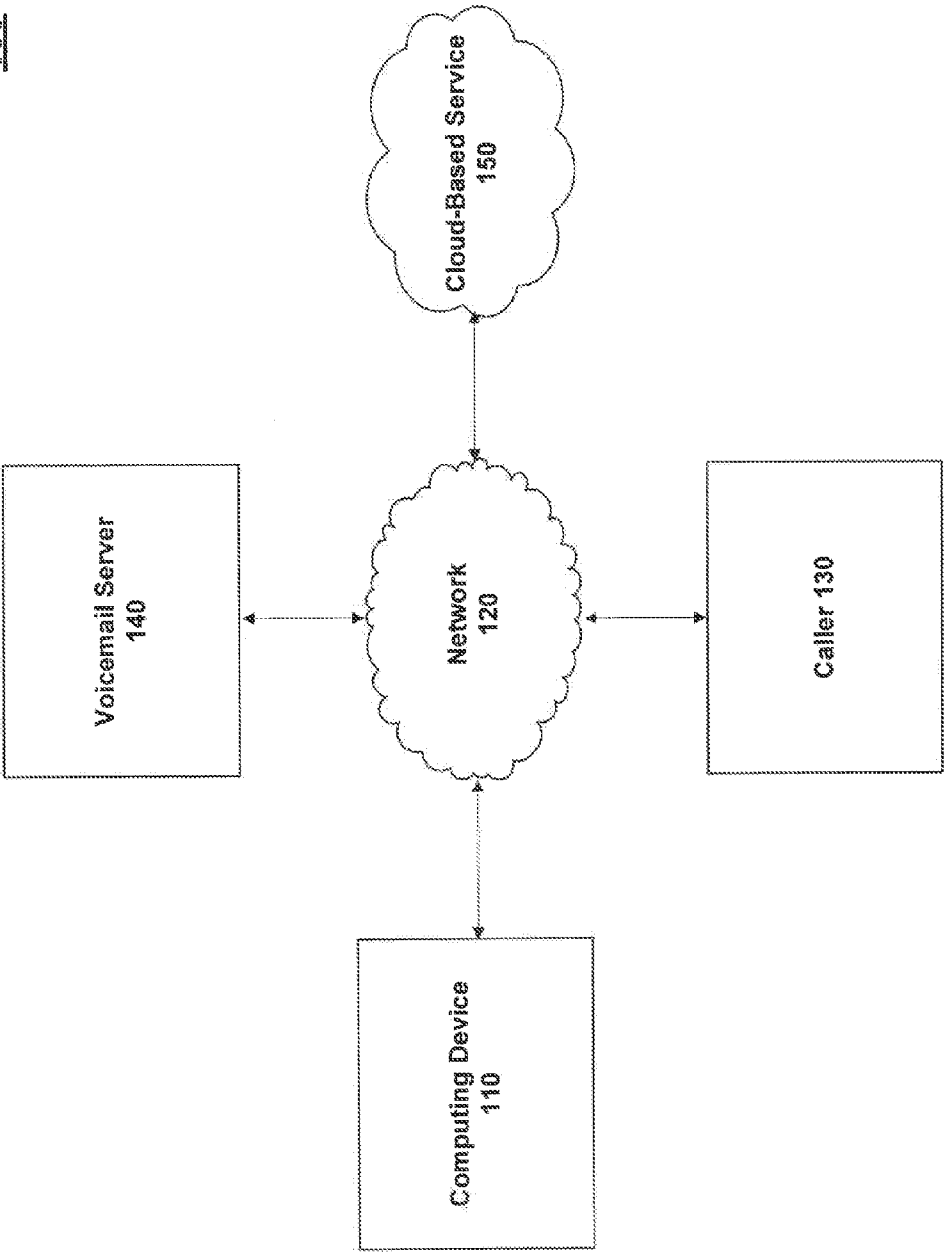 Voicemail Server
140
Cloud-Based Service
150
Network
120
Computing Device
110
Caller 130